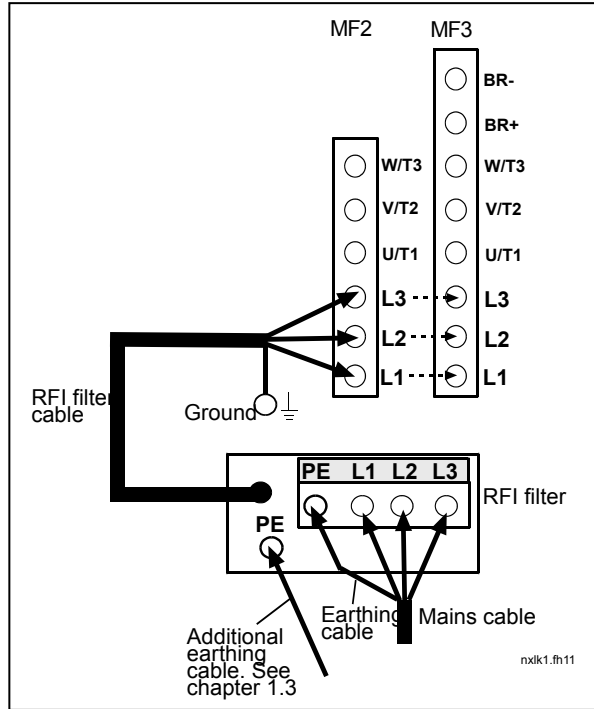 MF2 MF3
BR-
BR+
W/T3 W/T3
V/T2 V/T2
U/T1 U/T1
L3 L3
L2 L2
L1 L1
RFI filter
cable
Ground
PE L1 L2 L3
RFI filter
PE
Earthing
cable
Mains cable
Additional
earthing
cable. See
chapter 1.3
nxlk1.fh11